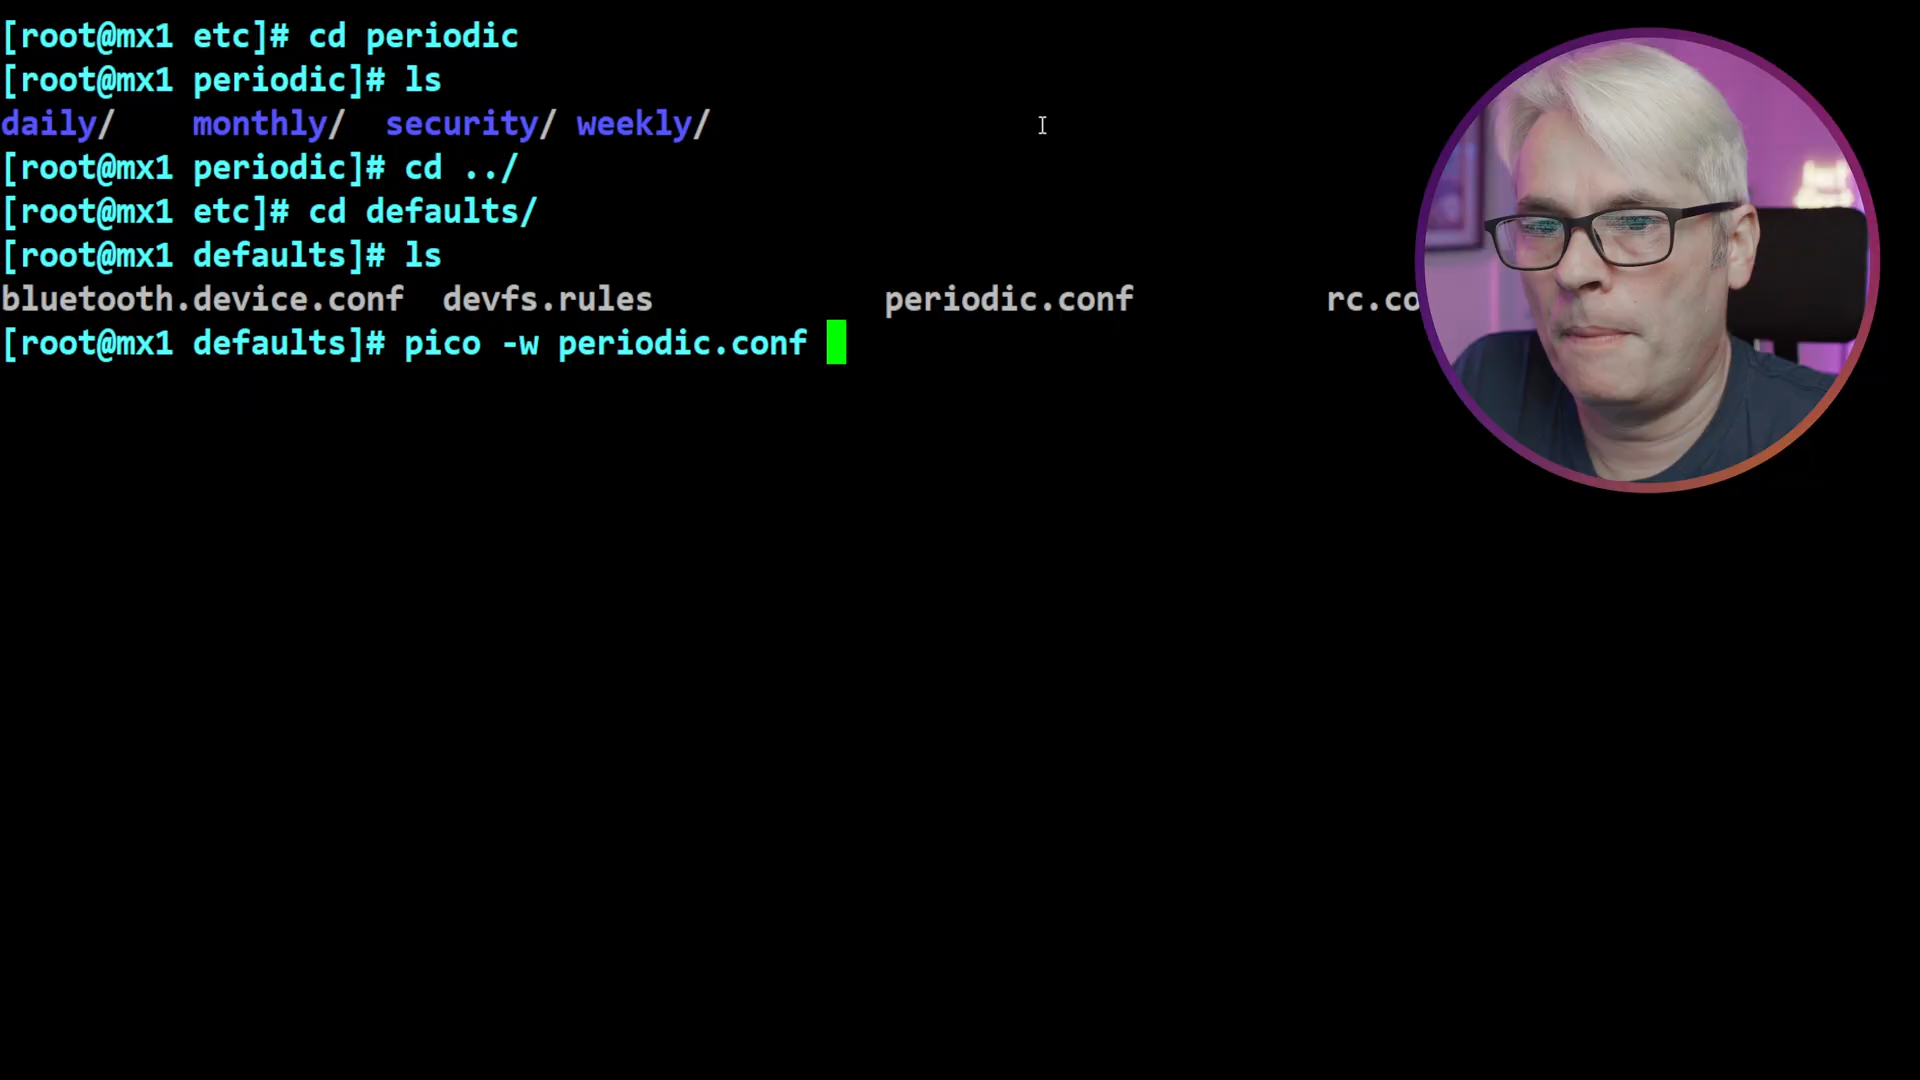 [root@mx1 etc]# cd periodic
[root@mx1 periodic]# ls
daily/    monthly/  security/ weekly/
[root@mx1 periodic]# cd ../
[root@mx1 etc]# cd defaults/
[root@mx1 defaults]# ls
bluetooth.device.conf  devfs.rules            periodic.conf          rc.co
[root@mx1 defaults]# pico -w periodic.conf